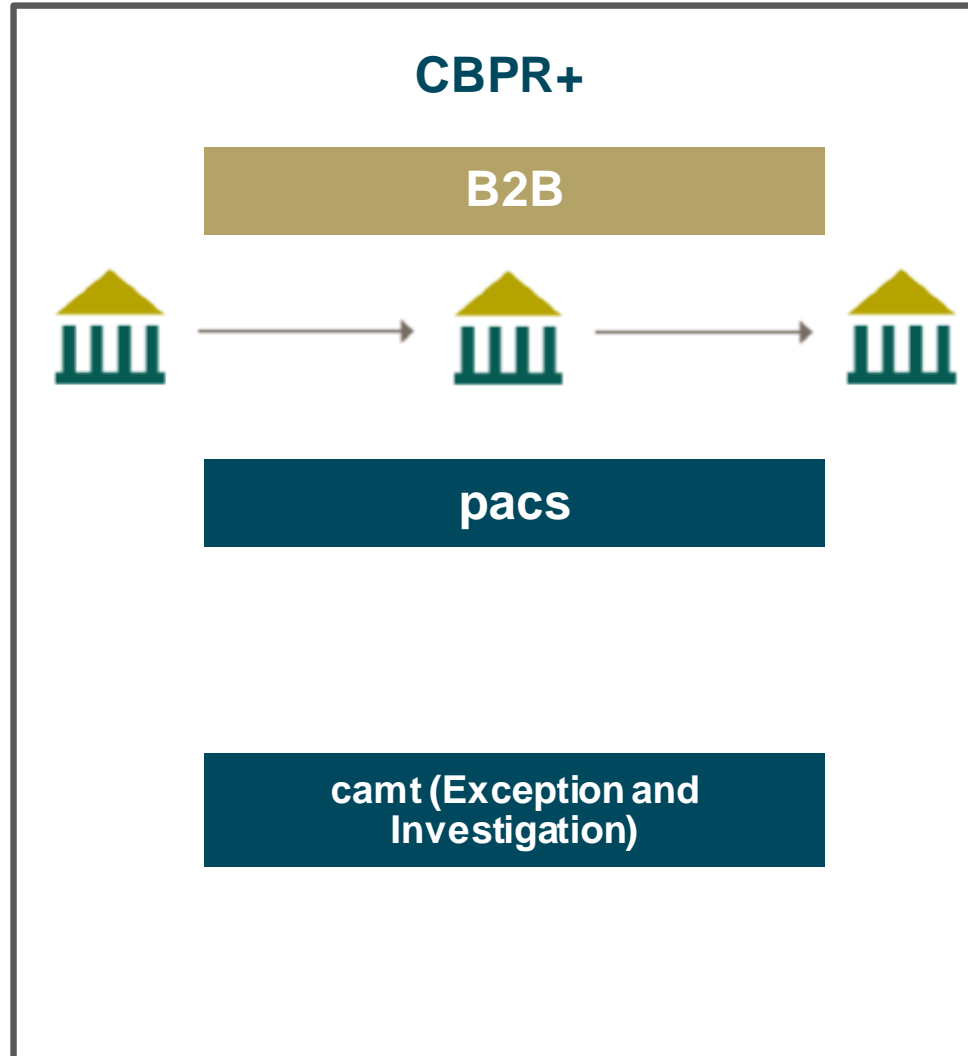 CBPR+
B2B
pacs
camt (Exception and
Investigation)